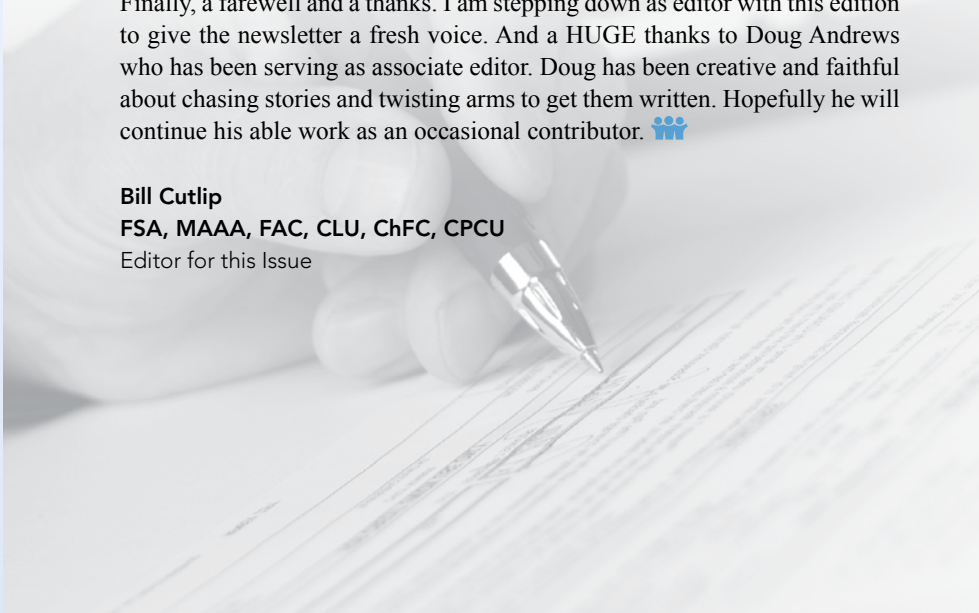 Finally, a farewell and a thanks. I am stepping down as editor with this edition
to give the newsletter a fresh voice. And a HUGE thanks to Doug Andrews
who has been serving as associate editor. Doug has been creative and faithful
about chasing stories and twisting arms to get them written. Hopefully he will
continue his able work as an occasional contributor.
Bill Cutlip
FSA, MAAA, FAC, CLU, ChFC, CPCU
Editor for this Issue